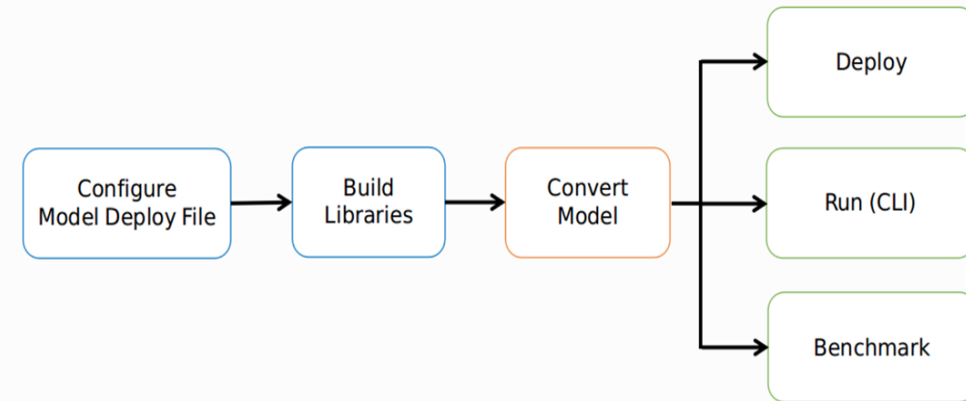 Configure
Model Deploy File
Build
Libraries
Convert
Model
Deploy
Run (CLI)
Benchmark